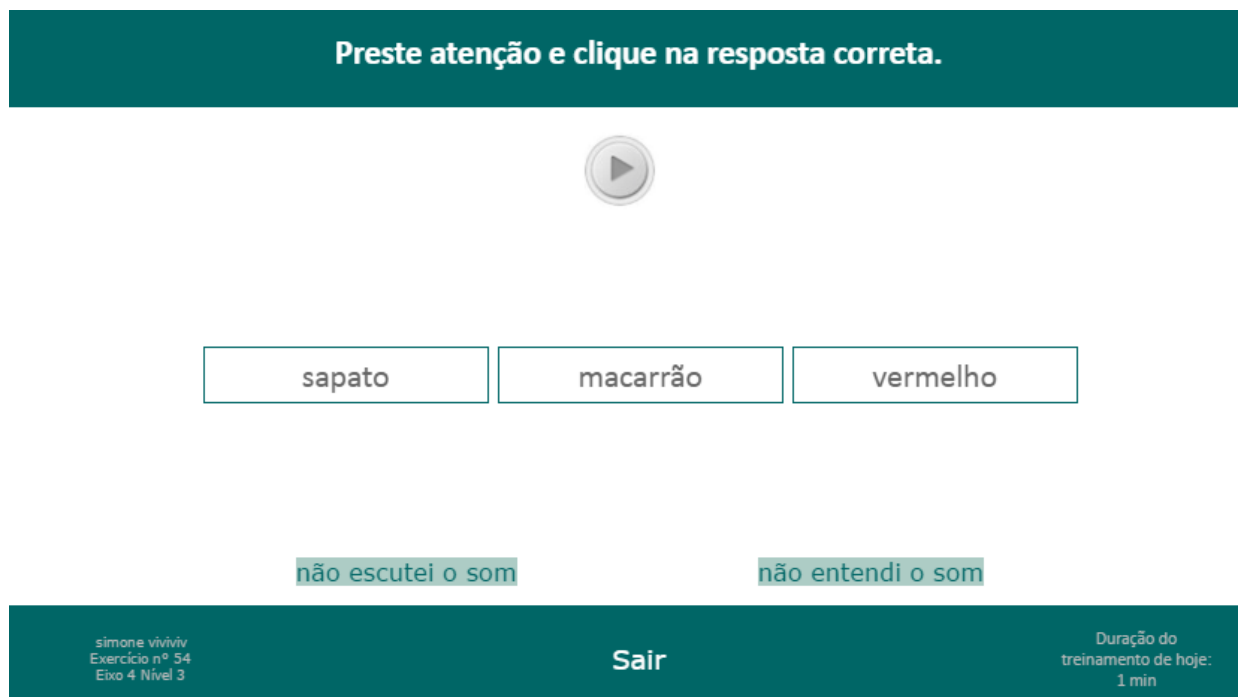 Preste atenção e clique na resposta correta.
sapato
macarrão
vermelho
não escutei o som
não entendi o som
simone viviviv
Exercício nº 54
Eixo 4 Nível 3
Sair
Duração do
treinamento de hoje:
1 min